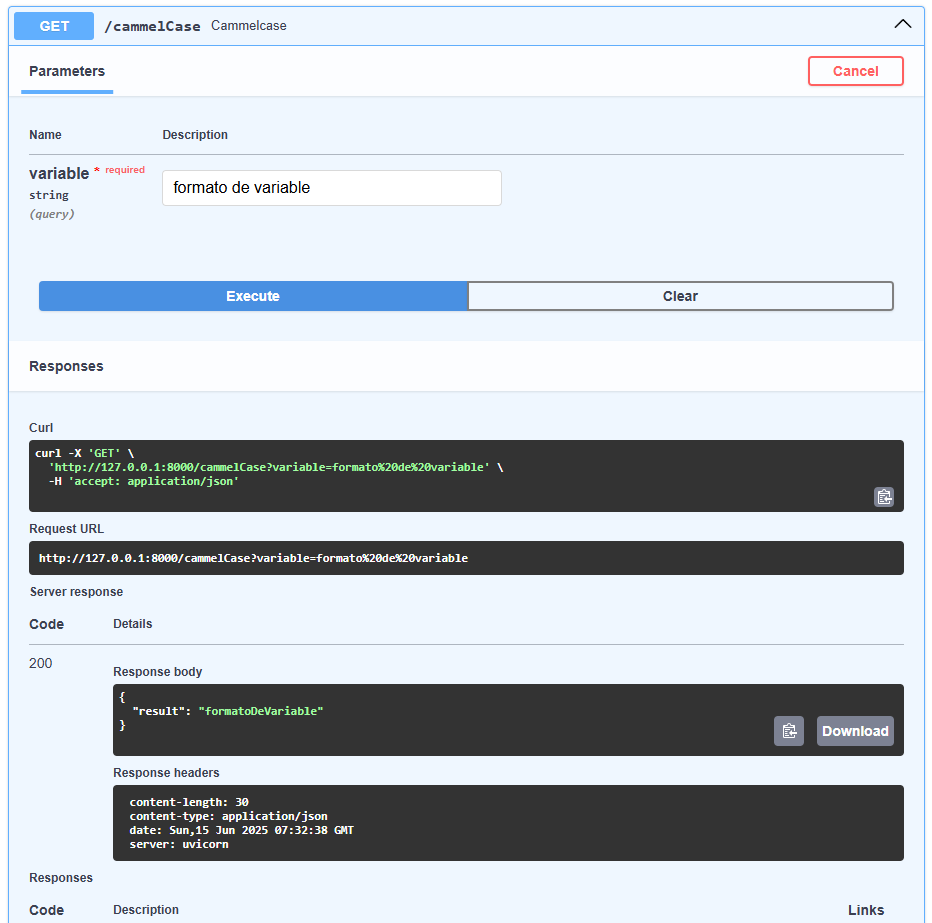 GET /cammelCase Cammelcase
Parameters Cancel
Name Description
variable * required formato de variable
string
(query)
Execute Clear
Responses
Curl
curl -X 'GET' \
'http://127.0.0.1:8000/cammelCase?variable=formato%20de%20variable' \
-H 'accept: application/json'
Request URL
http://127.0.0.1:8000/cammelCase?variable=formato%20de%20variable
Server response
Code Details
200
Response body
{
"result": "formatoDeVariable"
}
Download
Response headers
content-length: 30
content-type: application/json
date: Sun,15 Jun 2025 07:32:38 GMT
server: uvicorn
Responses
Code Description Links